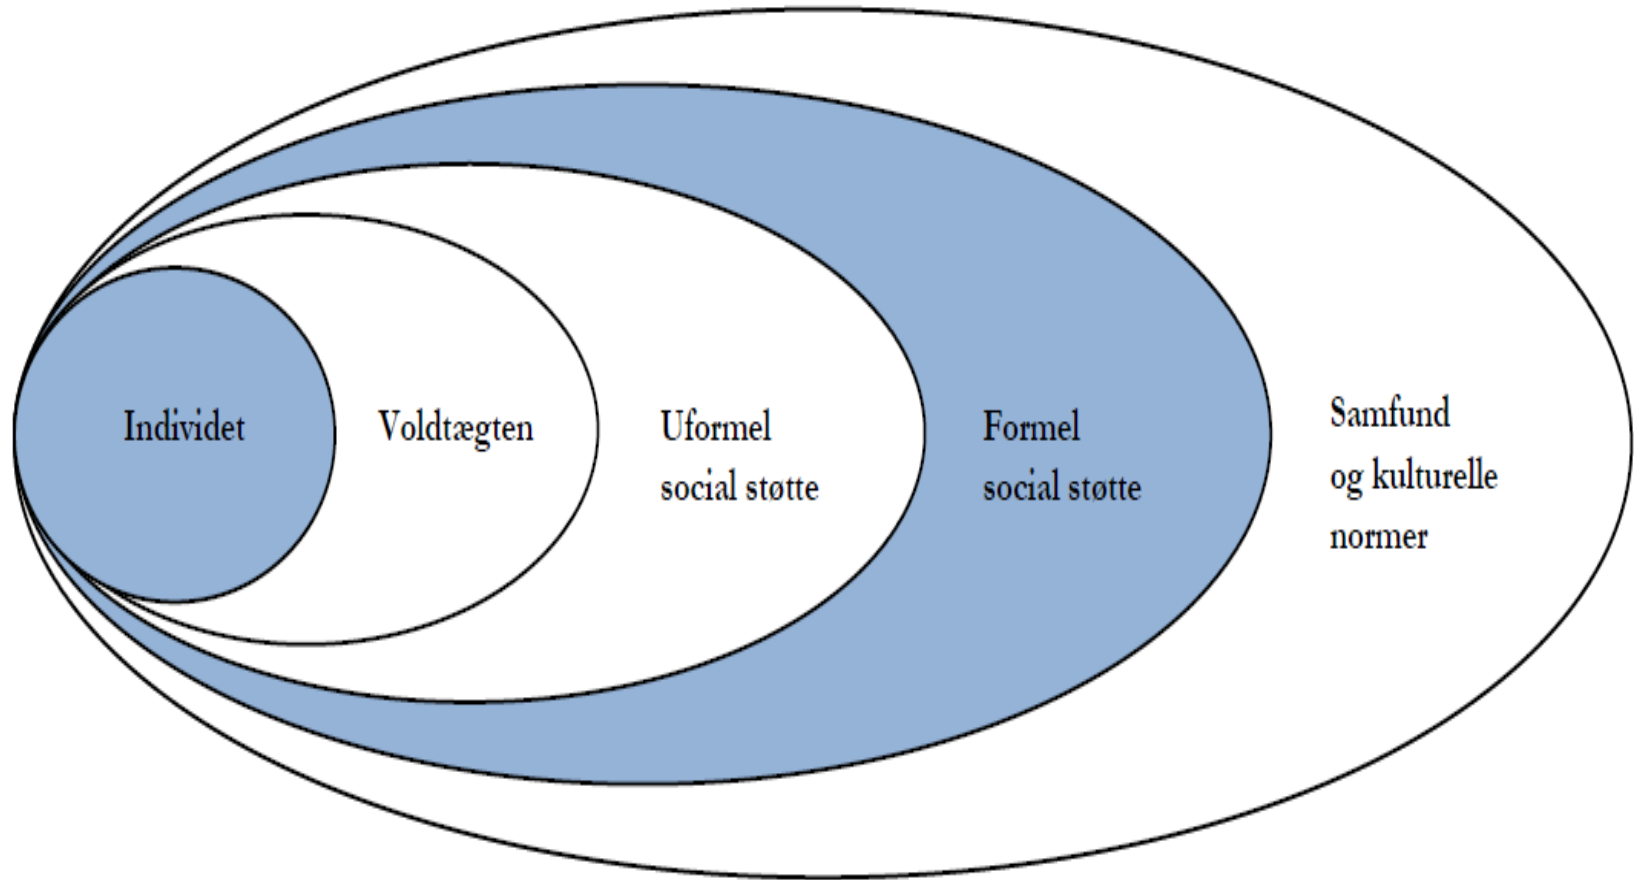 Individet
Voldtægten
Uformel
social støtte
Formel
social støtte
Samfund
og kulturelle
normer